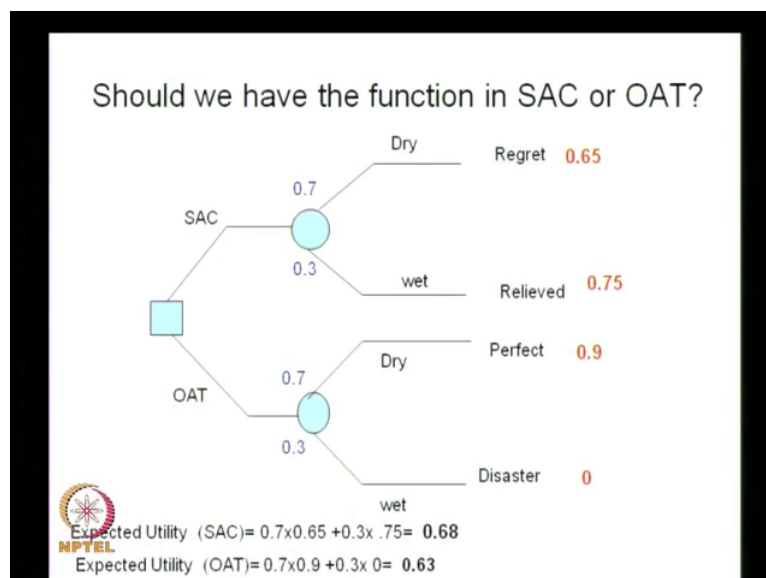 Should we have the function in SAC or OAT?
Dry
Regret 0.65
0.7
SAC
0.3
wet
Relieved 0.75
Perfect 0.9
Dry
0.7
OAT
0.3
Disaster 0
wet
Expected Utility (SAC)= 0.7x0.65 +0.3x .75= 0.68
NPTEL
Expected Utility (OAT)= 0.7x0.9 +0.3x 0= 0.63